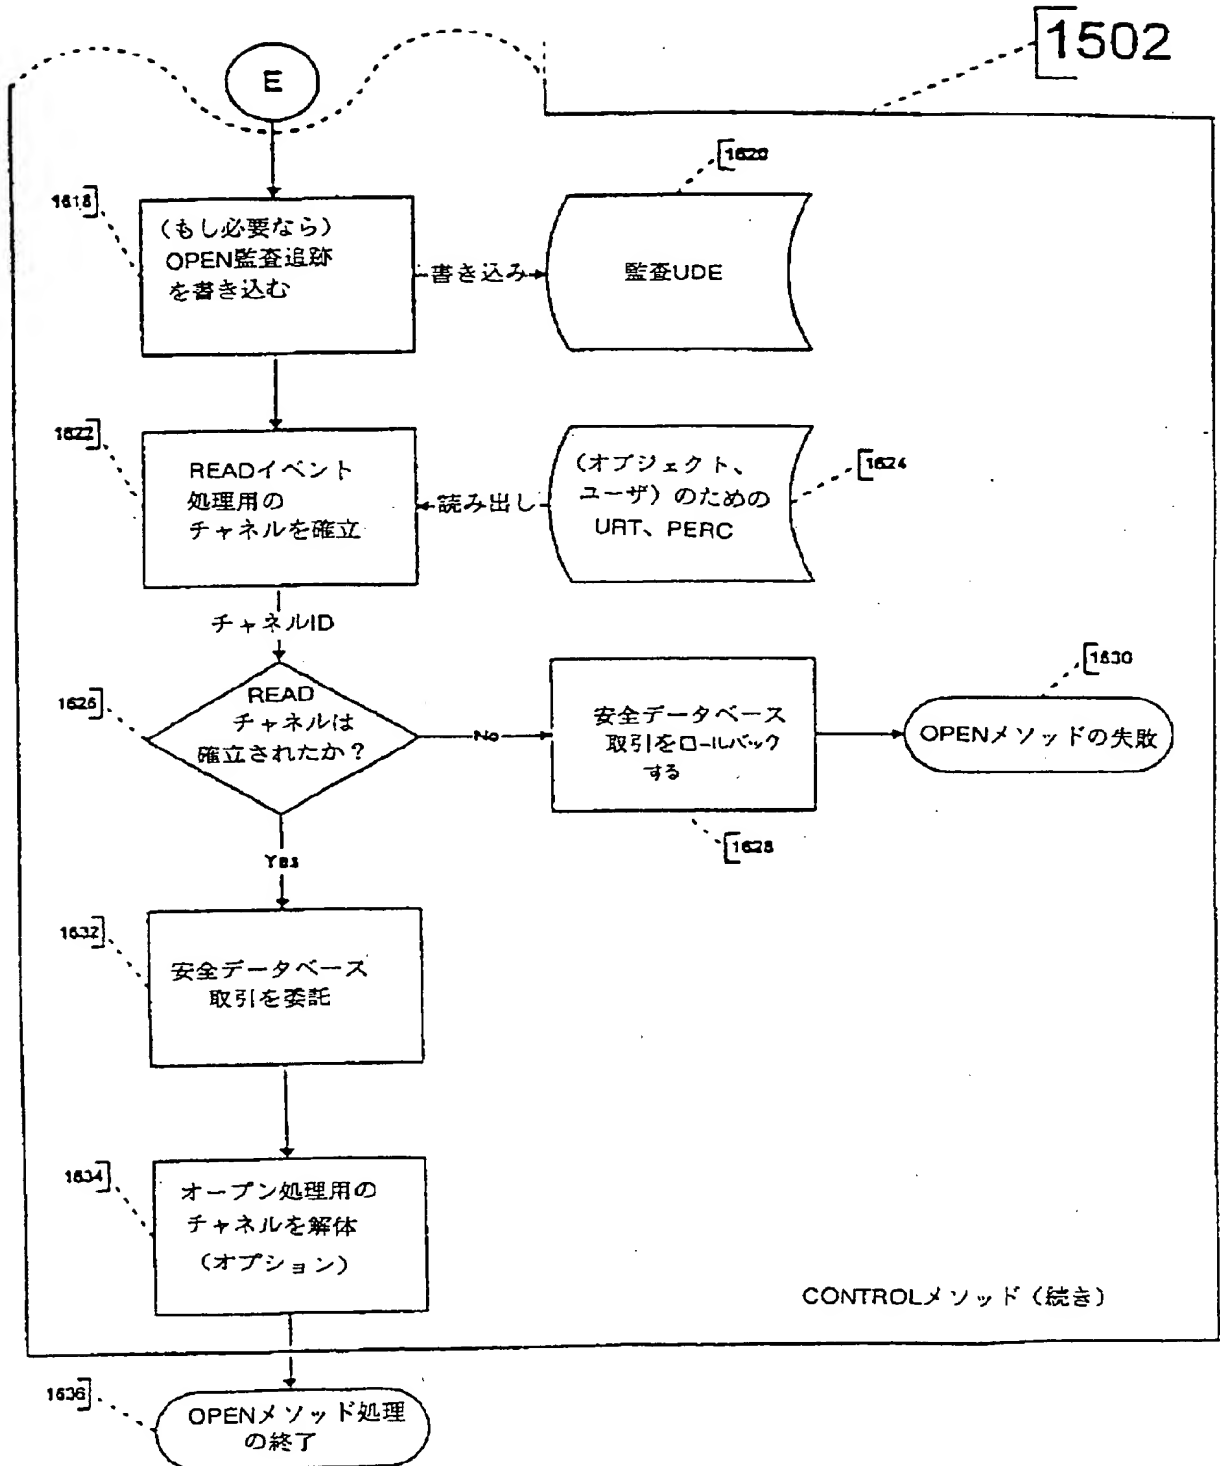 1502
E
1618
(もし必要なら)
OPEN監査追跡
を書き込む
書き込み
1620
監査UDE
1622
READイベント
処理用の
チャネルを確立
読み出し
(オブジェクト、
ユーザ)のための
URT、PERC
1624
チャネルID
1626
READ
チャネルは
確立されたか?
No
安全データベース
取引をロールバック
する
1628
1630
OPENメソッドの失敗
Yes
1632
安全データベース
取引を委託
1634
オープン処理用の
チャネルを解体
(オプション)
CONTROLメソッド(続き)
1636
OPENメソッド処理
の終了